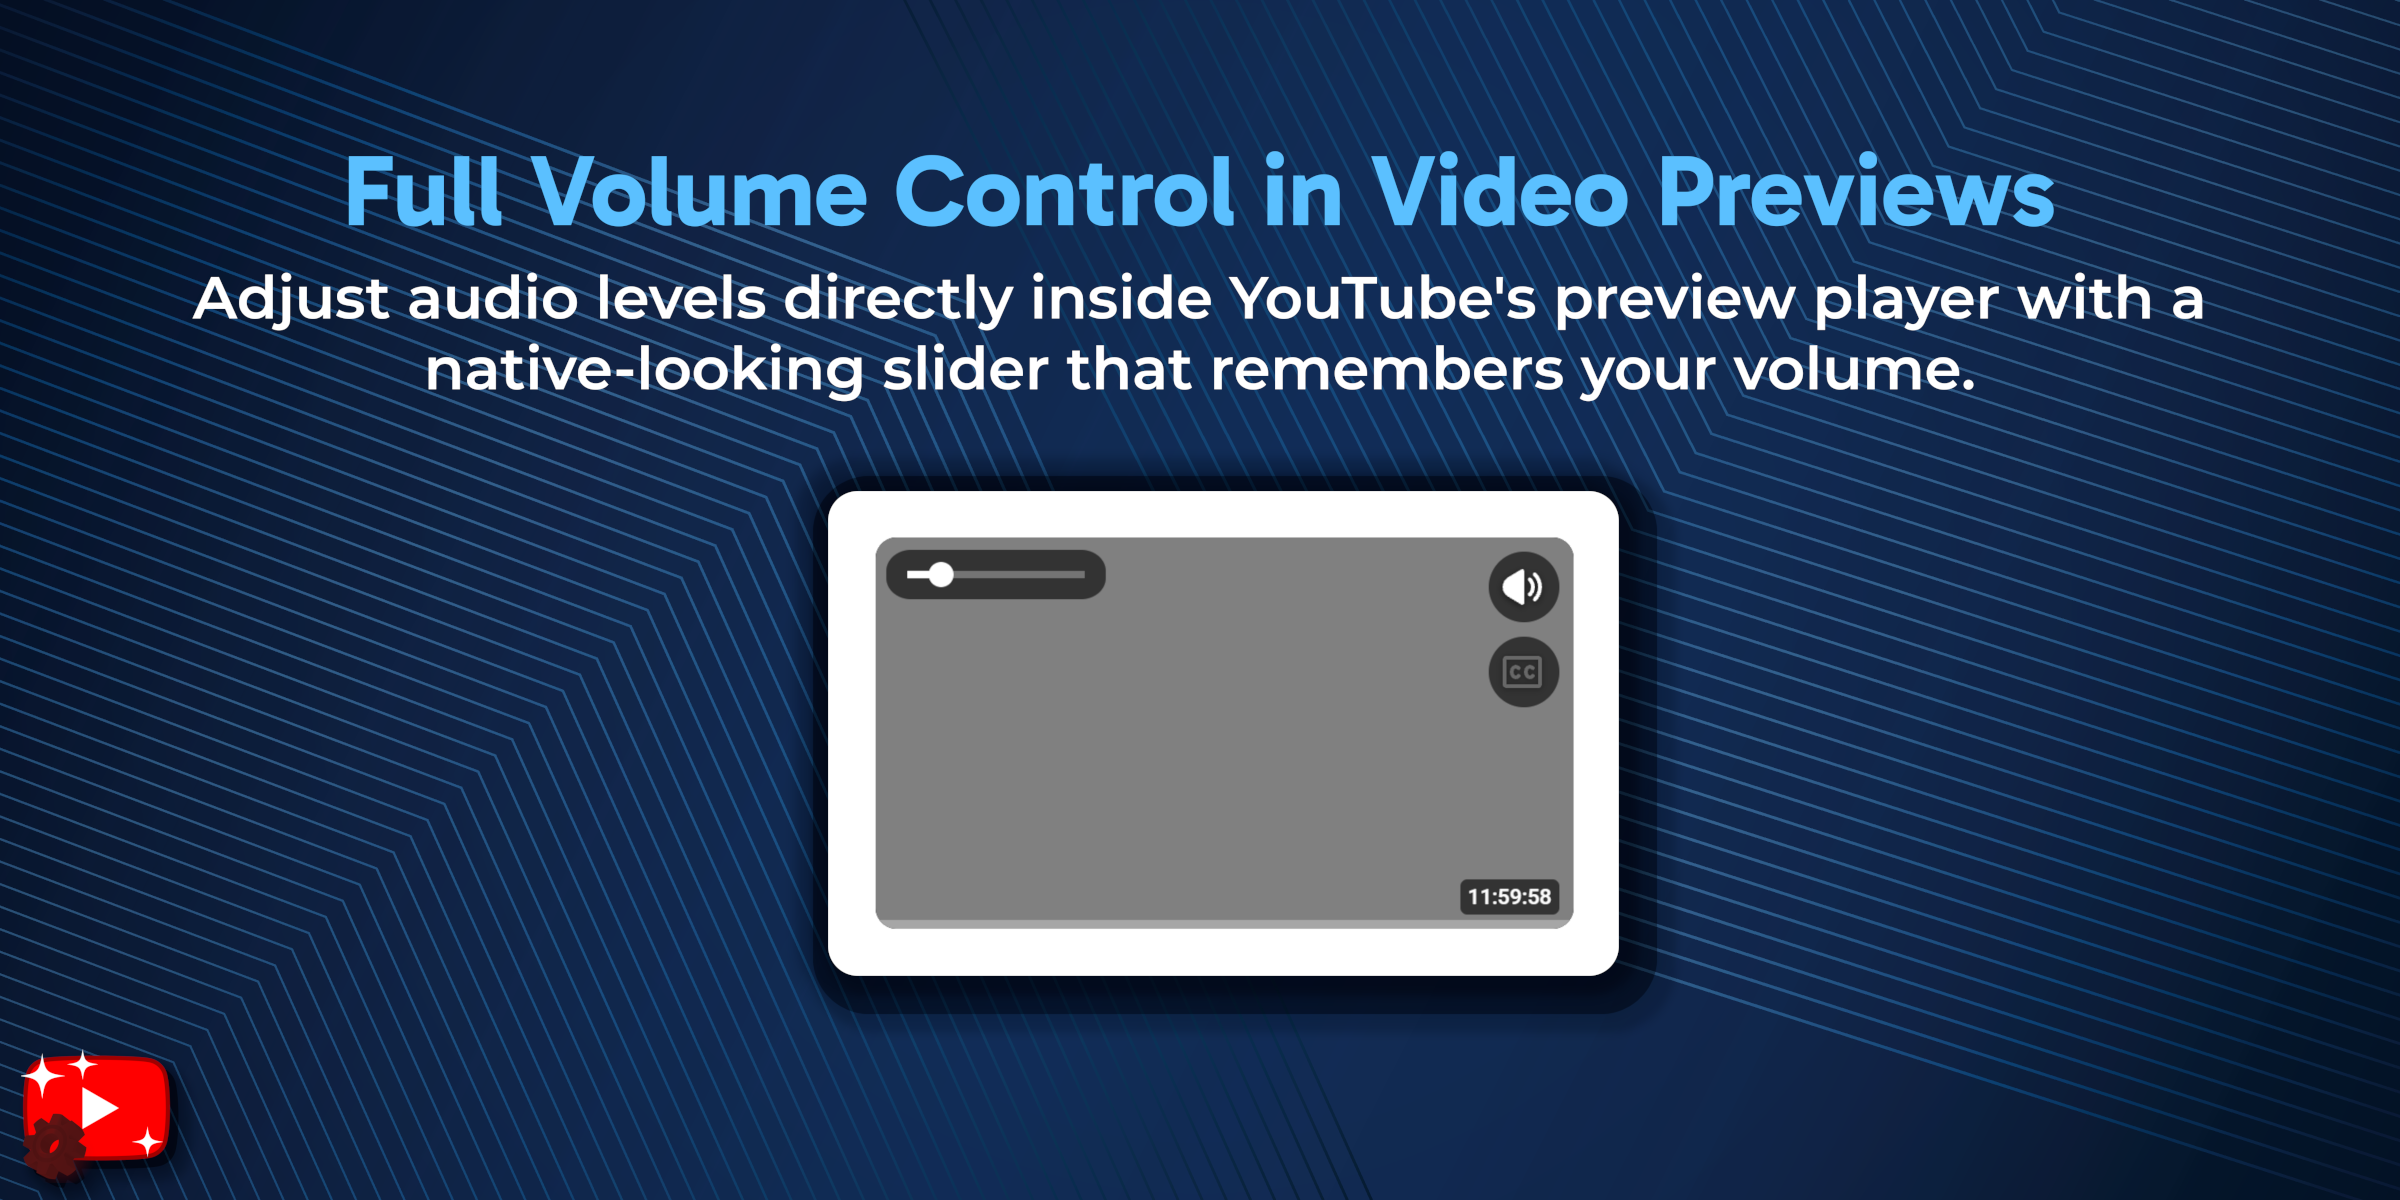 Full Volume Control in Video Previews
Adjust audio levels directly inside YouTube's preview player with a
native-looking slider that remembers your volume.
CC
11:59:58